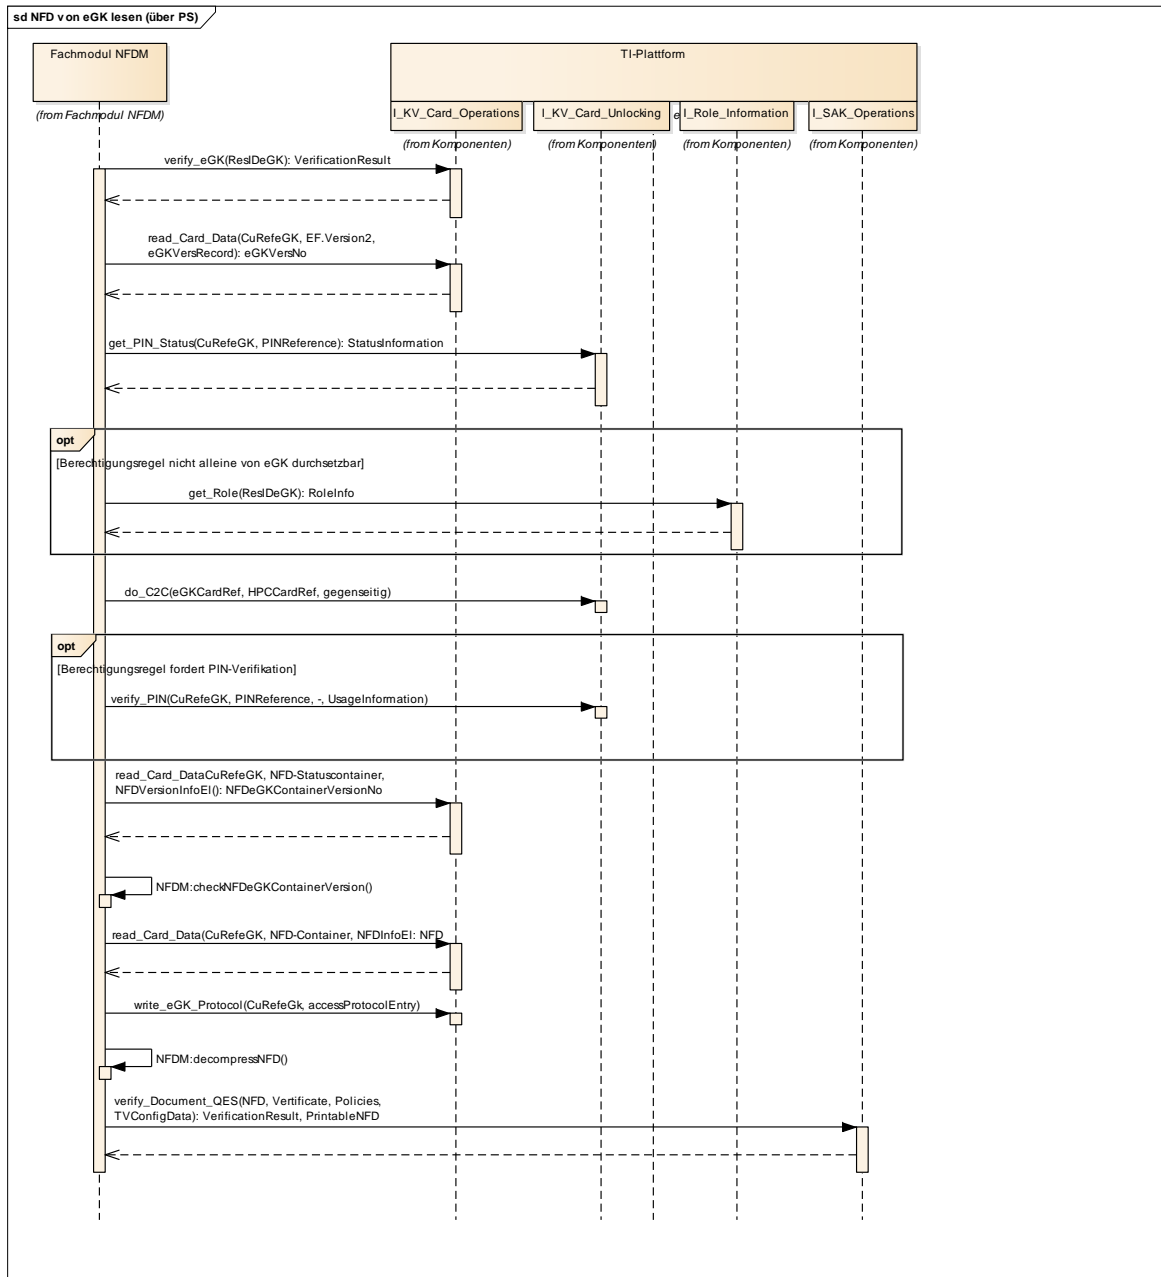 sd NFD von eGK lesen (über PS)
Fachmodul NFDM
TI-Plattform
I_KV_Card_Operations
I_KV_Card_Unlocking
e
I_Role_Information
I_SAK_Operations
(from Fachmodul NFDM)
(from Komponenten)
(from Komponenten)
(from Komponenten)
(from Komponenten)
verify_eGK(ResIDeGK): VerificationResult
read_Card_Data(CuRefeGK, EF.Version2,
eGKVersRecord): eGKVersNo
get_PIN_Status(CuRefeGK, PINReference): StatusInformation
opt
[Berechtigungsregel nicht alleine von eGK durchsetzbar]
get_Role(ResIDeGK): RoleInfo
do_C2C(eGKCardRef, HPCCardRef, gegenseitig)
opt
[Berechtigungsregel fordert PIN-Verifikation]
verify_PIN(CuRefeGK, PINReference, -, UsageInformation)
read_Card_DataCuRefeGK, NFD-Statuscontainer,
NFDVersionInfoEl(): NFDeGKContainerVersionNo
NFDM:checkNFDeGKContainerVersion()
read_Card_Data(CuRefeGK, NFD-Container, NFDInfoEl: NFD
write_eGK_Protocol(CuRefeGk, accessProtocolEntry)
NFDM:decompressNFD()
verify_Document_QES(NFD, Vertificate, Policies,
TVConfigData): VerificationResult, PrintableNFD